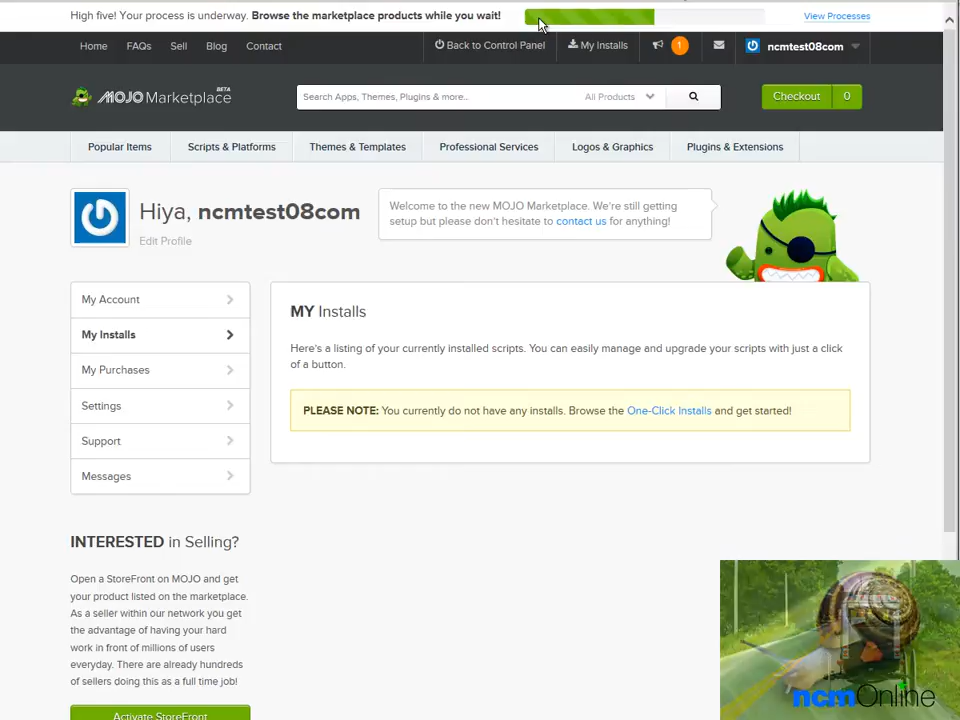 High five! Your process is underway. Browse the marketplace products while you wait! View Processes
Home FAQs Sell Blog Contact Back to Control Panel My Installs 1 ncmtest08com
MOJO Marketplace BETA Search Apps, Themes, Plugins & more.. All Products Checkout 0
Popular Items Scripts & Platforms Themes & Templates Professional Services Logos & Graphics Plugins & Extensions
Hiya, ncmtest08com
Edit Profile
Welcome to the new MOJO Marketplace. We're still getting
setup but please don't hesitate to contact us for anything!
My Account
My Installs
My Purchases
Settings
Support
Messages
MY Installs
Here's a listing of your currently installed scripts. You can easily manage and upgrade your scripts with just a click
of a button.
PLEASE NOTE: You currently do not have any installs. Browse the One-Click Installs and get started!
INTERESTED in Selling?
Open a StoreFront on MOJO and get
your product listed on the marketplace.
As a seller within our network you get
the advantage of having your hard
work in front of millions of users
everyday. There are already hundreds
of sellers doing this as a full time job!
Activate StoreFront
ncmOnline